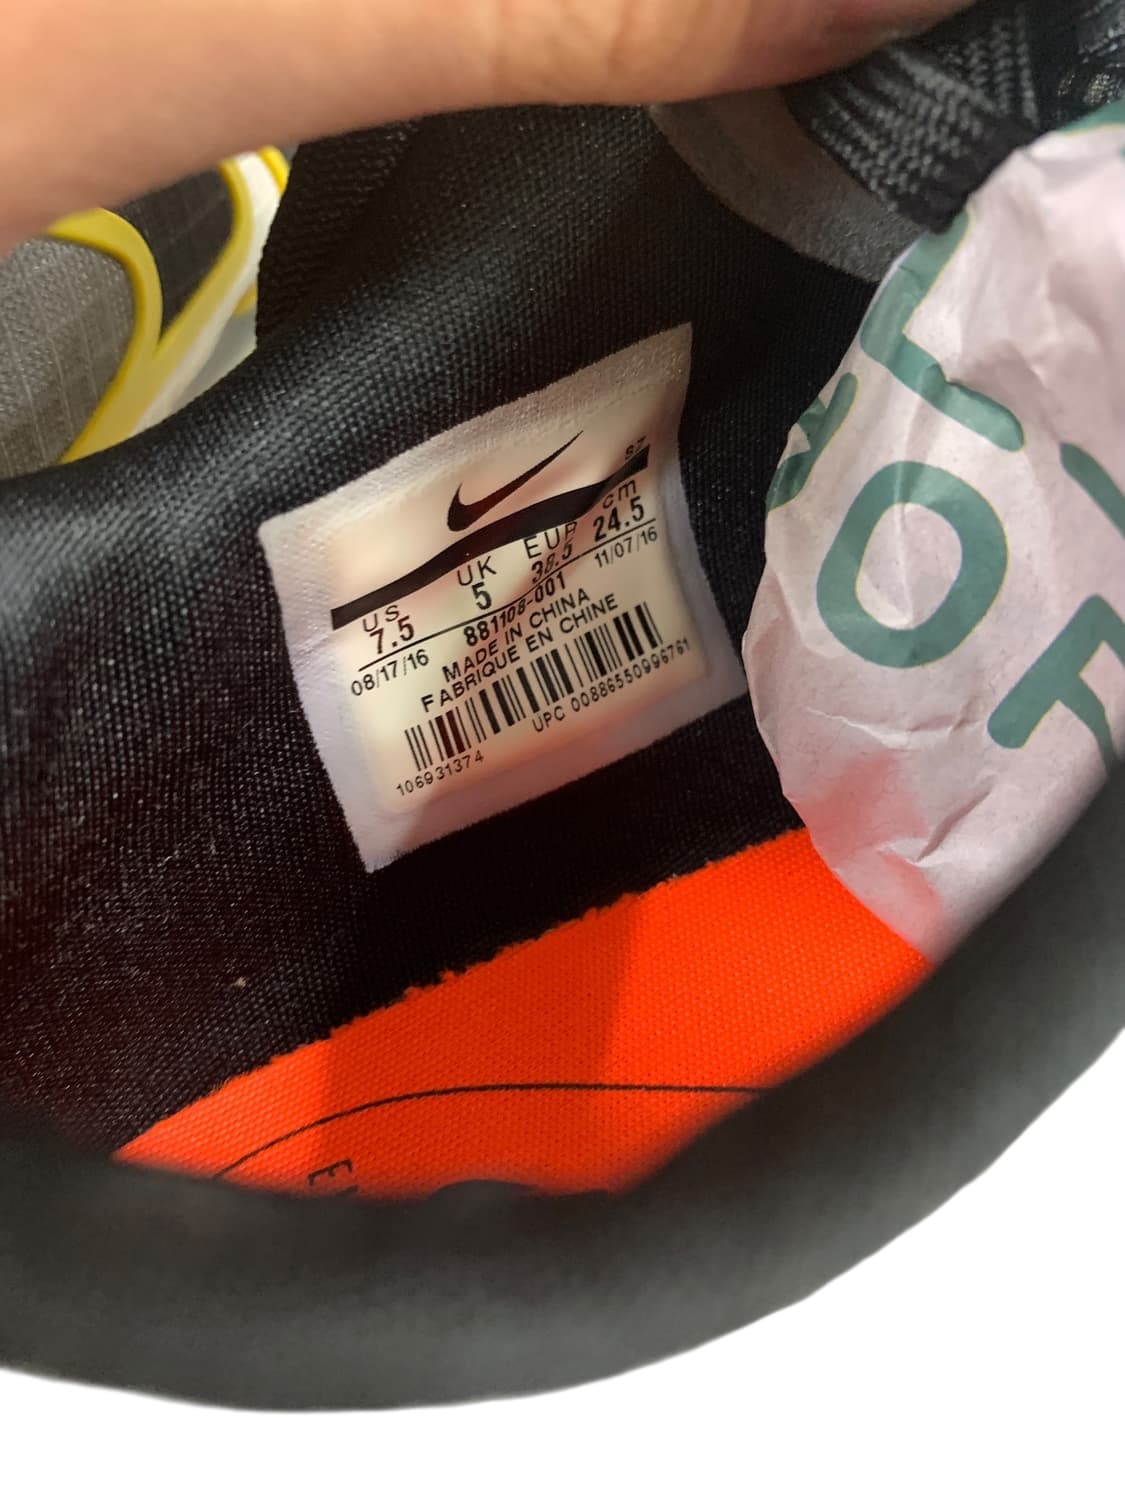 SZ
US UK EUR cm
7.5 5 38.5 24.5
08/17/16 881108-001 11/07/16
MADE IN CHINA
FABRIQUE EN CHINE
106931374 UPC 00886550996761